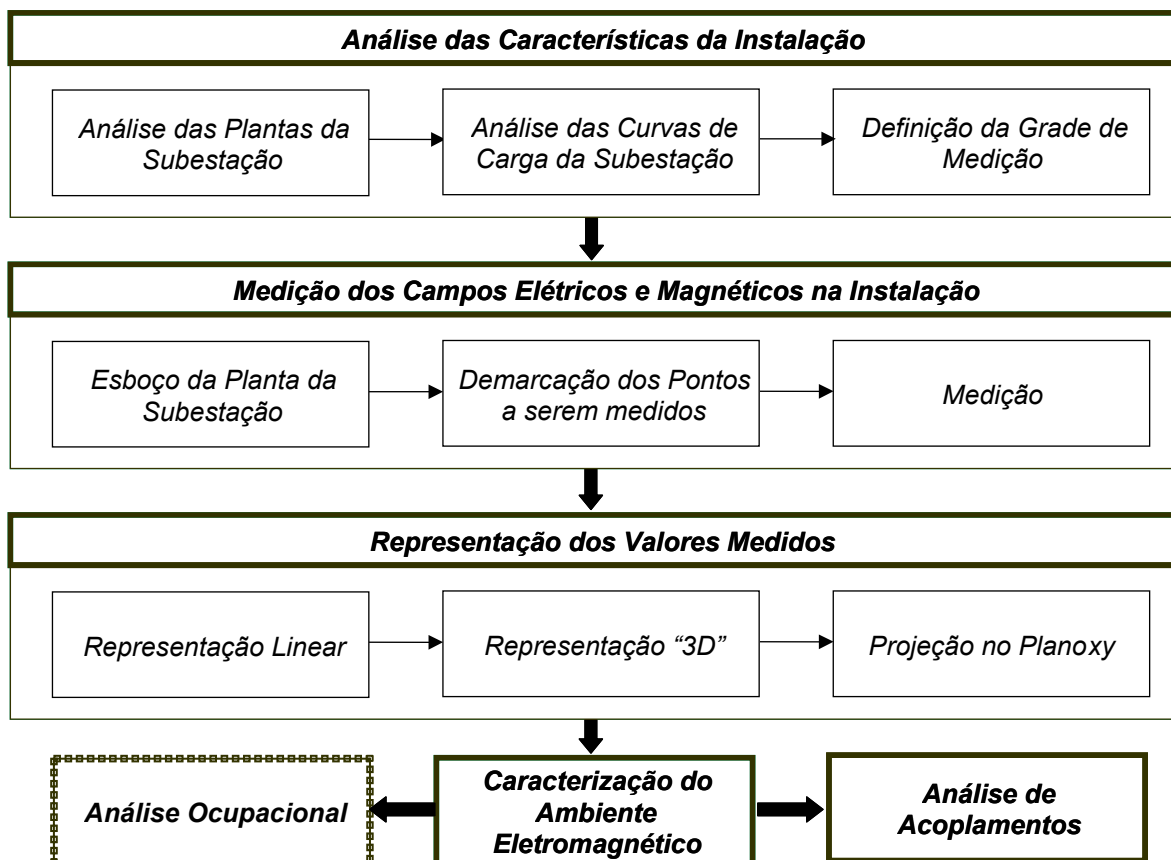 Análise das Características da Instalação
Análise das Plantas da
Subestação
Análise das Curvas de
Carga da Subestação
Definição da Grade de
Medição
Medição dos Campos Elétricos e Magnéticos na Instalação
Esboço da Planta da
Subestação
Demarcação dos Pontos
a serem medidos
Medição
Representação dos Valores Medidos
Representação Linear
Representação “3D”
Projeção no Planoxy
Análise Ocupacional
Caracterização do
Ambiente
Eletromagnético
Análise de
Acoplamentos